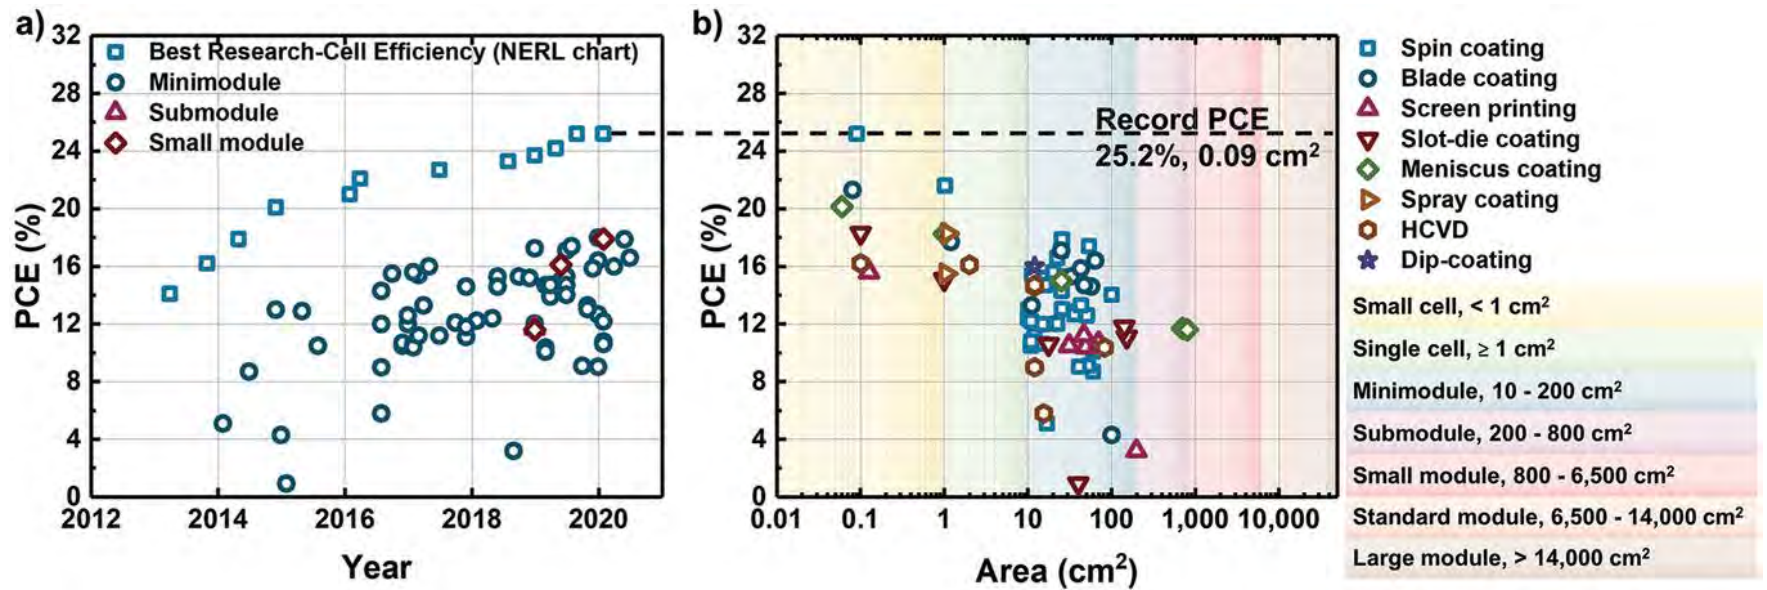 a)
32
28
24
20
16
12
8
4
0
PCE (%)
Best Research-Cell Efficiency (NERL chart)
Minimodule
Submodule
Small module
2012 2014 2016 2018 2020
Year
b)
32
28
24
20
16
12
8
4
0
PCE (%)
Record PCE
25.2%, 0.09 cm²
0.01 0.1 1 10 100 1,000 10,000
Area (cm²)
Spin coating
Blade coating
Screen printing
Slot-die coating
Meniscus coating
Spray coating
HCVD
Dip-coating
Small cell, < 1 cm²
Single cell, ≥ 1 cm²
Minimodule, 10 - 200 cm²
Submodule, 200 - 800 cm²
Small module, 800 - 6,500 cm²
Standard module, 6,500 - 14,000 cm²
Large module, > 14,000 cm²